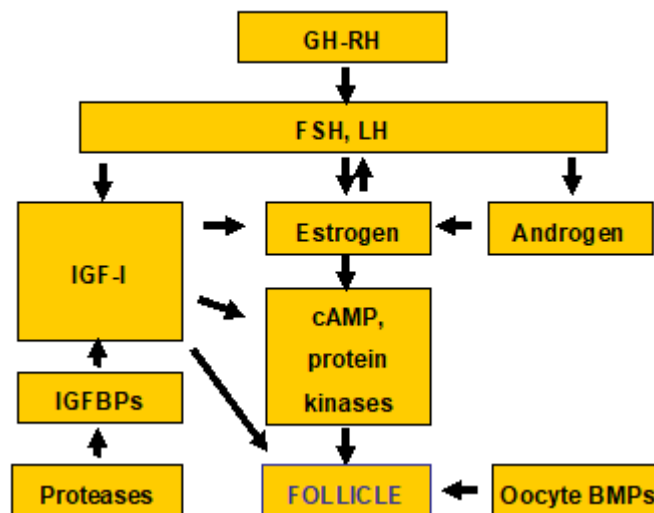 GH-RH
FSH, LH
IGF-I
Estrogen
Androgen
cAMP,
protein
kinases
IGFBPs
Proteases
FOLLICLE
Oocyte BMPs